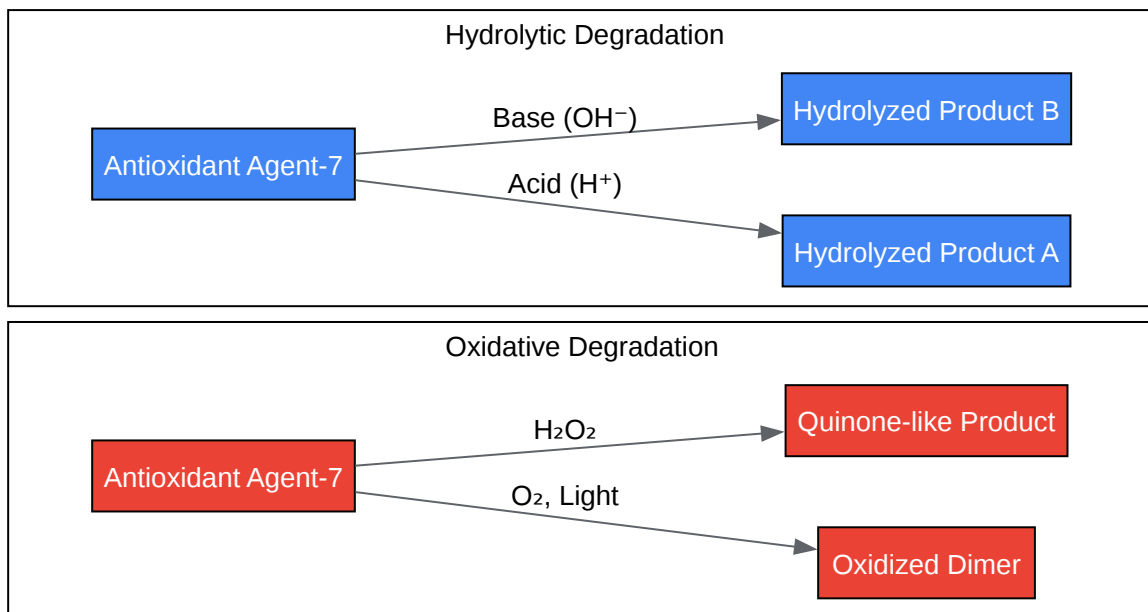 Hydrolytic Degradation
Base (OH⁻)
Hydrolyzed Product B
Antioxidant Agent-7
Acid (H⁺)
Hydrolyzed Product A
Oxidative Degradation
Quinone-like Product
H₂O₂
Antioxidant Agent-7
O₂, Light
Oxidized Dimer